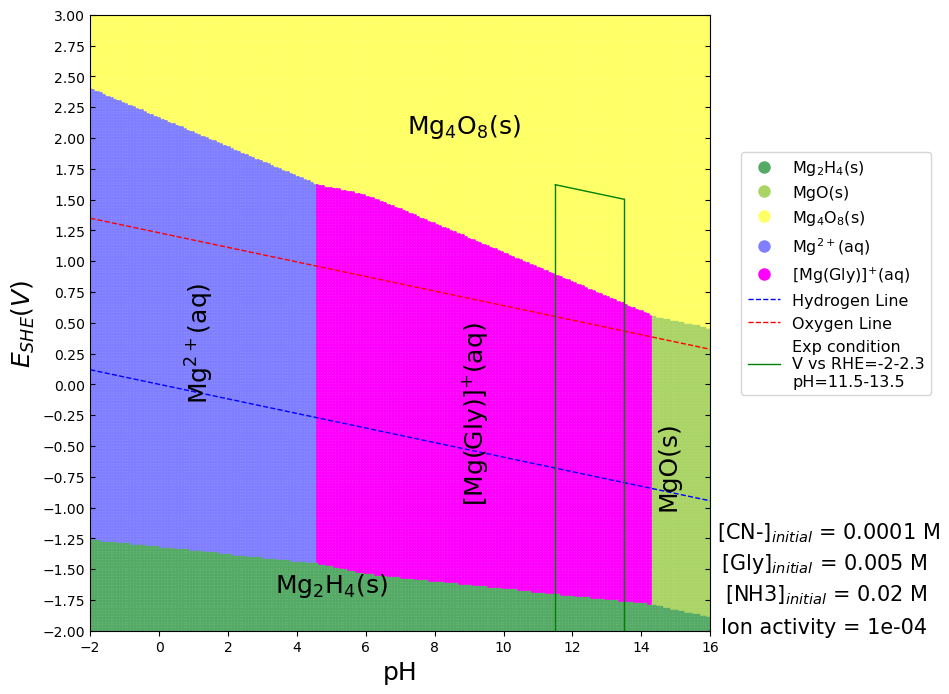 3.00
2.75
2.50
2.25
2.00
1.75
1.50
1.25
1.00
0.75
0.50
0.25
0.00
−0.25
−0.50
−0.75
−1.00
−1.25
−1.50
−1.75
−2.00
E_{SHE}(V)
−2 0 2 4 6 8 10 12 14 16
pH
Mg₄O₈(s)
Mg²⁺(aq)
[Mg(Gly)]⁺(aq)
MgO(s)
Mg₂H₄(s)
Mg₂H₄(s)
MgO(s)
Mg₄O₈(s)
Mg²⁺(aq)
[Mg(Gly)]⁺(aq)
Hydrogen Line
Oxygen Line
Exp condition
V vs RHE=-2-2.3
pH=11.5-13.5
[CN-]_{initial} = 0.0001 M
[Gly]_{initial} = 0.005 M
[NH3]_{initial} = 0.02 M
Ion activity = 1e-04